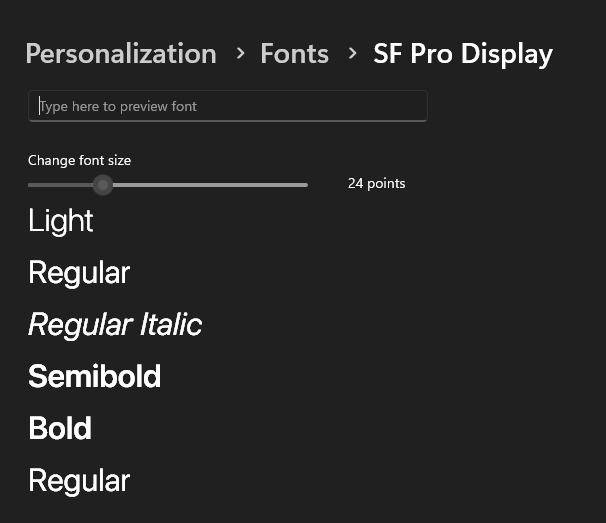 Personalization > Fonts > SF Pro Display
Type here to preview font
Change font size
24 points
Light
Regular
Regular Italic
Semibold
Bold
Regular